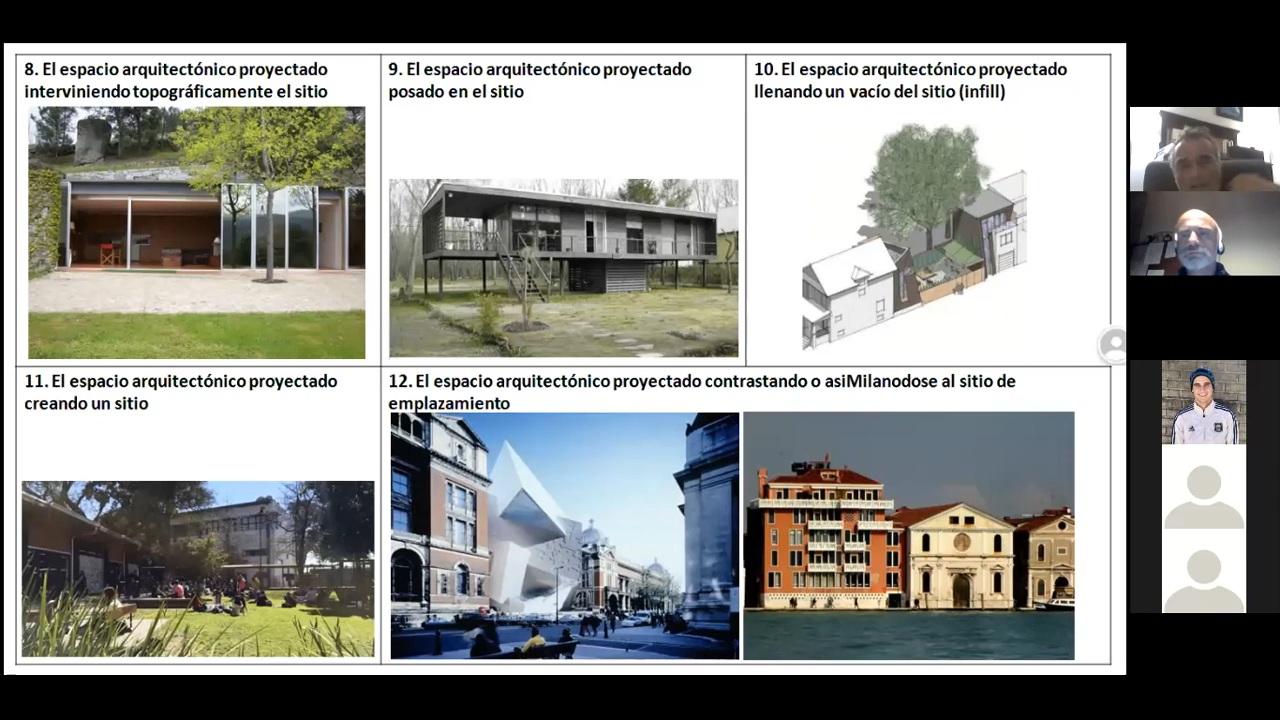 8. El espacio arquitectónico proyectado
interviniendo topográficamente el sitio
9. El espacio arquitectónico proyectado
posado en el sitio
10. El espacio arquitectónico proyectado
llenando un vacío del sitio (infill)
11. El espacio arquitectónico proyectado
creando un sitio
12. El espacio arquitectónico proyectado contrastando o asiMilanodose al sitio de
emplazamiento